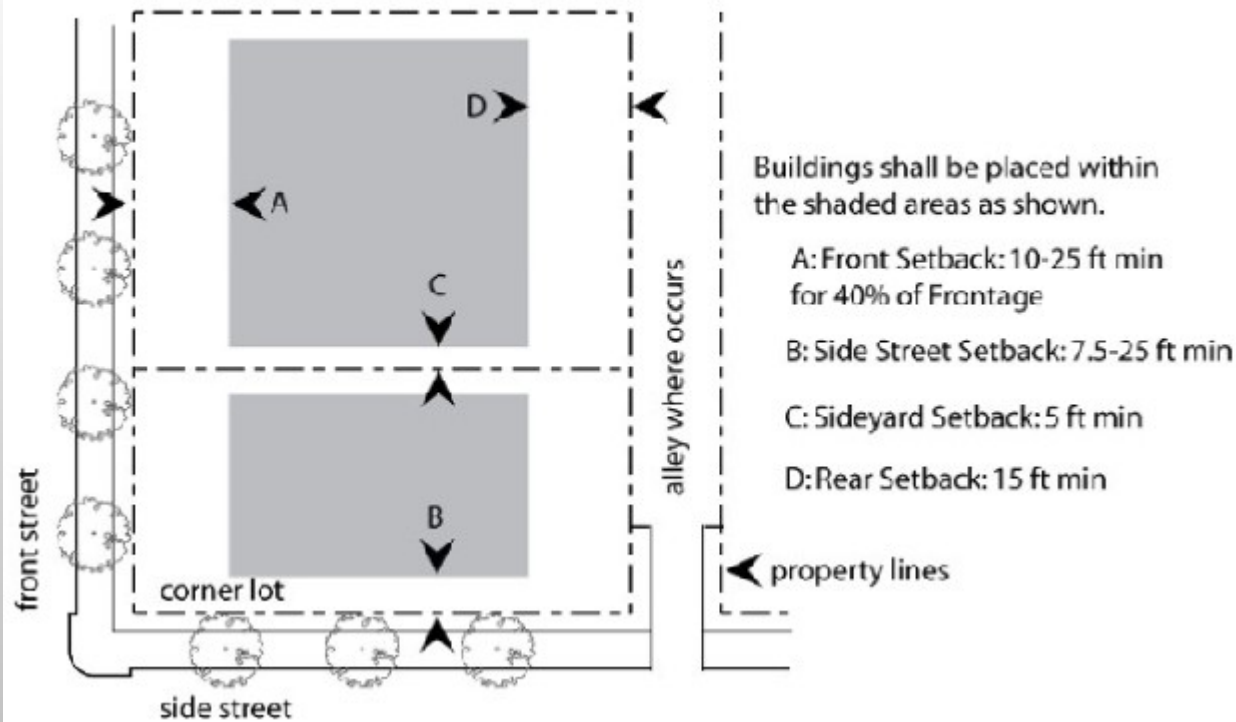 D
A
C
B
corner lot
front street
side street
alley where occurs
Buildings shall be placed within
the shaded areas as shown.
A: Front Setback: 10-25 ft min
for 40% of Frontage
B: Side Street Setback: 7.5-25 ft min
C: Sideyard Setback: 5 ft min
D: Rear Setback: 15 ft min
property lines